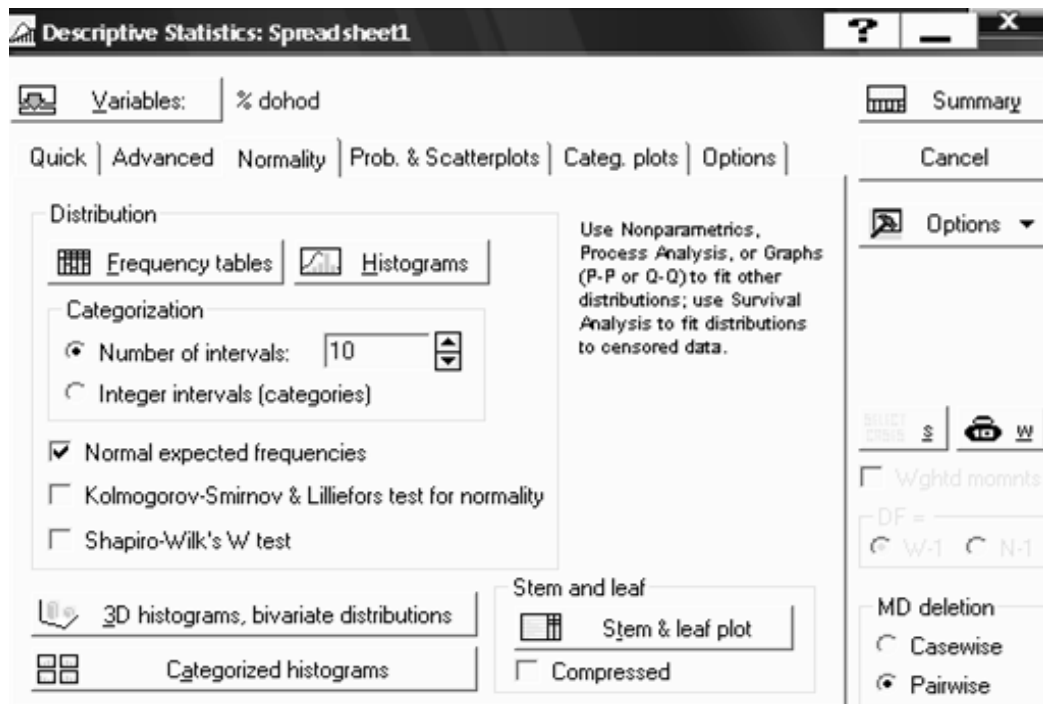 Descriptive Statistics: Spreadsheet1
?
X
Variables:
% dohod
Summary
Quick
Advanced
Normality
Prob. & Scatterplots
Categ. plots
Options
Cancel
Options
Distribution
Frequency tables
Histograms
Use Nonparametrics,
Process Analysis, or Graphs
(P-P or Q-Q) to fit other
distributions; use Survival
Analysis to fit distributions
to censored data.
Categorization
Number of intervals:
10
Integer intervals (categories)
SELECT
CASES
S
W
Normal expected frequencies
Kolmogorov-Smirnov & Lilliefors test for normality
Shapiro-Wilk's W test
Wghtd momnts
DF =
W-1
N-1
3D histograms, bivariate distributions
Categorized histograms
Stem and leaf
Stem & leaf plot
Compressed
MD deletion
Casewise
Pairwise